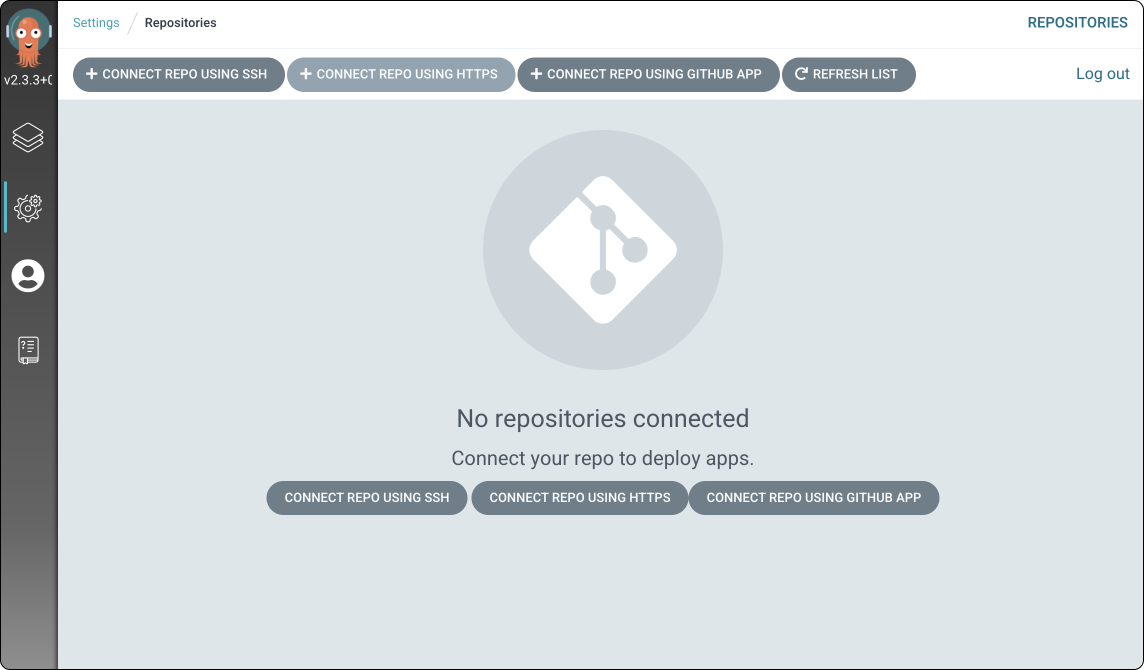 Settings / Repositories
REPOSITORIES
v2.3.3+0
+ CONNECT REPO USING SSH
+ CONNECT REPO USING HTTPS
+ CONNECT REPO USING GITHUB APP
REFRESH LIST
Log out
No repositories connected
Connect your repo to deploy apps.
CONNECT REPO USING SSH
CONNECT REPO USING HTTPS
CONNECT REPO USING GITHUB APP